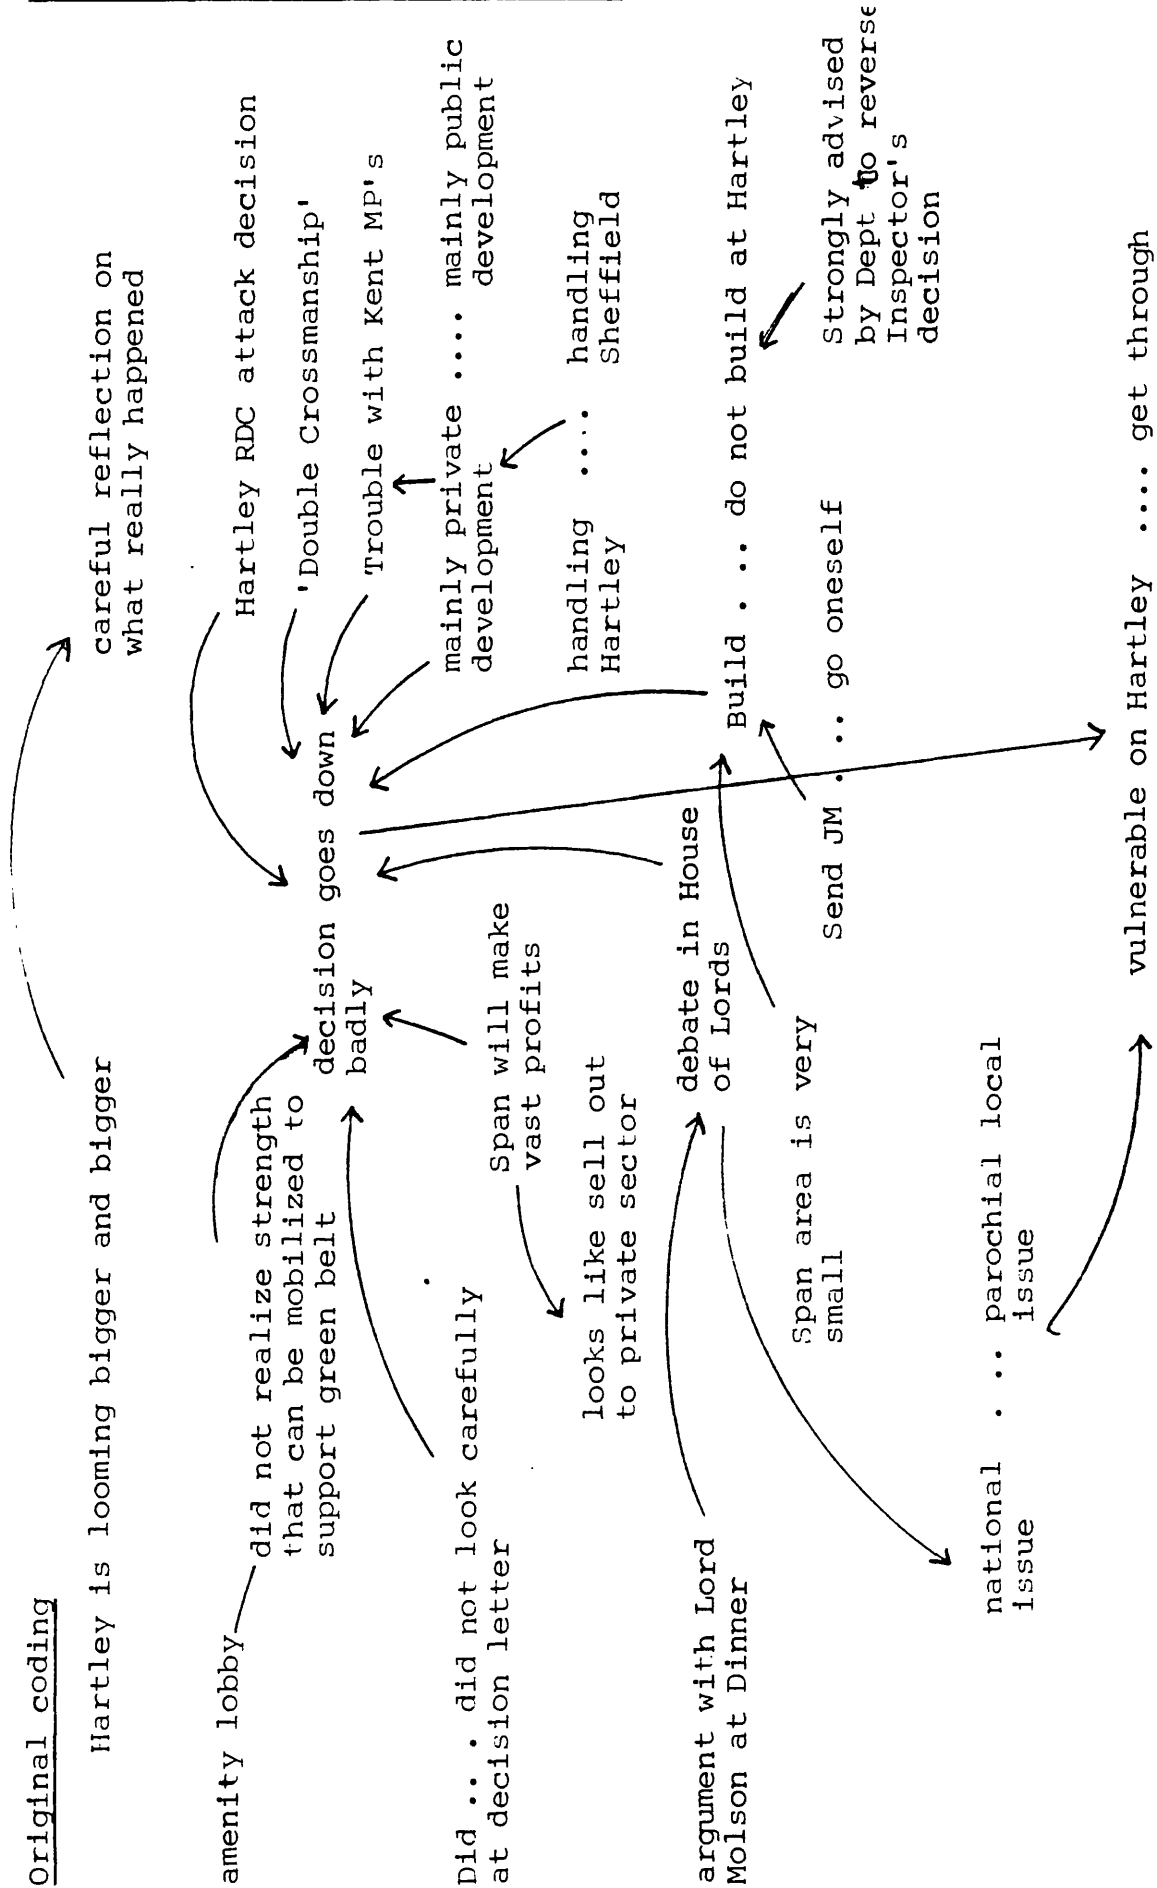 Original coding
Hartley is looming bigger and bigger
careful reflection on
what really happened
amenity lobby
did not realize strength
that can be mobilized to
support green belt
decision goes down
badly
Hartley RDC attack decision
'Double Crossmanship'
Trouble with Kent MP's
mainly private .... mainly public
development development
Did ... did not look carefully
at decision letter
Span will make
vast profits
looks like sell out
to private sector
handling .... handling
Hartley Sheffield
argument with Lord
Molson at Dinner
debate in House
of Lords
Build ... do not build at Hartley
Span area is very
small
Send JM ... go oneself
Strongly advised
by Dept to reverse
Inspector's
decision
national ... parochial local
issue issue
vulnerable on Hartley .... get through